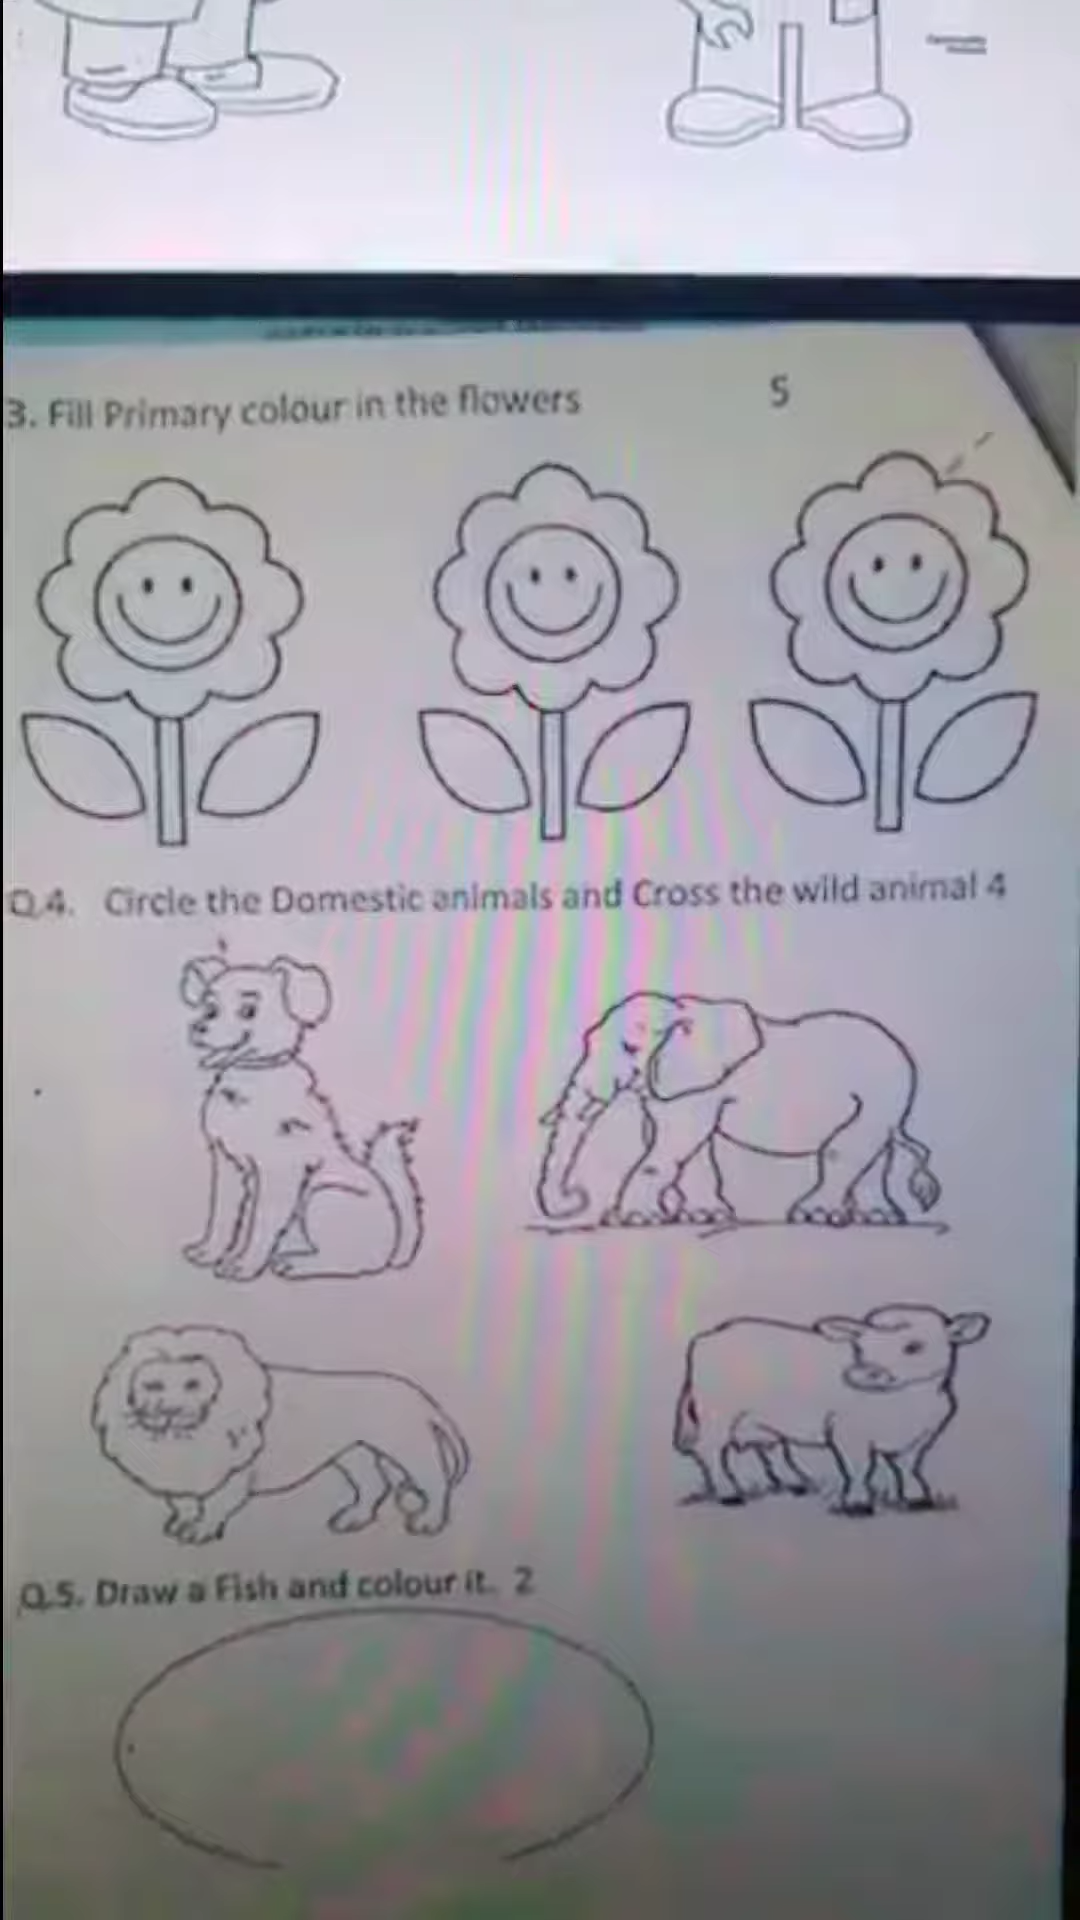 3. Fill Primary colour in the flowers 5
Q.4. Circle the Domestic animals and Cross the wild animal 4
Q.5. Draw a Fish and colour it. 2